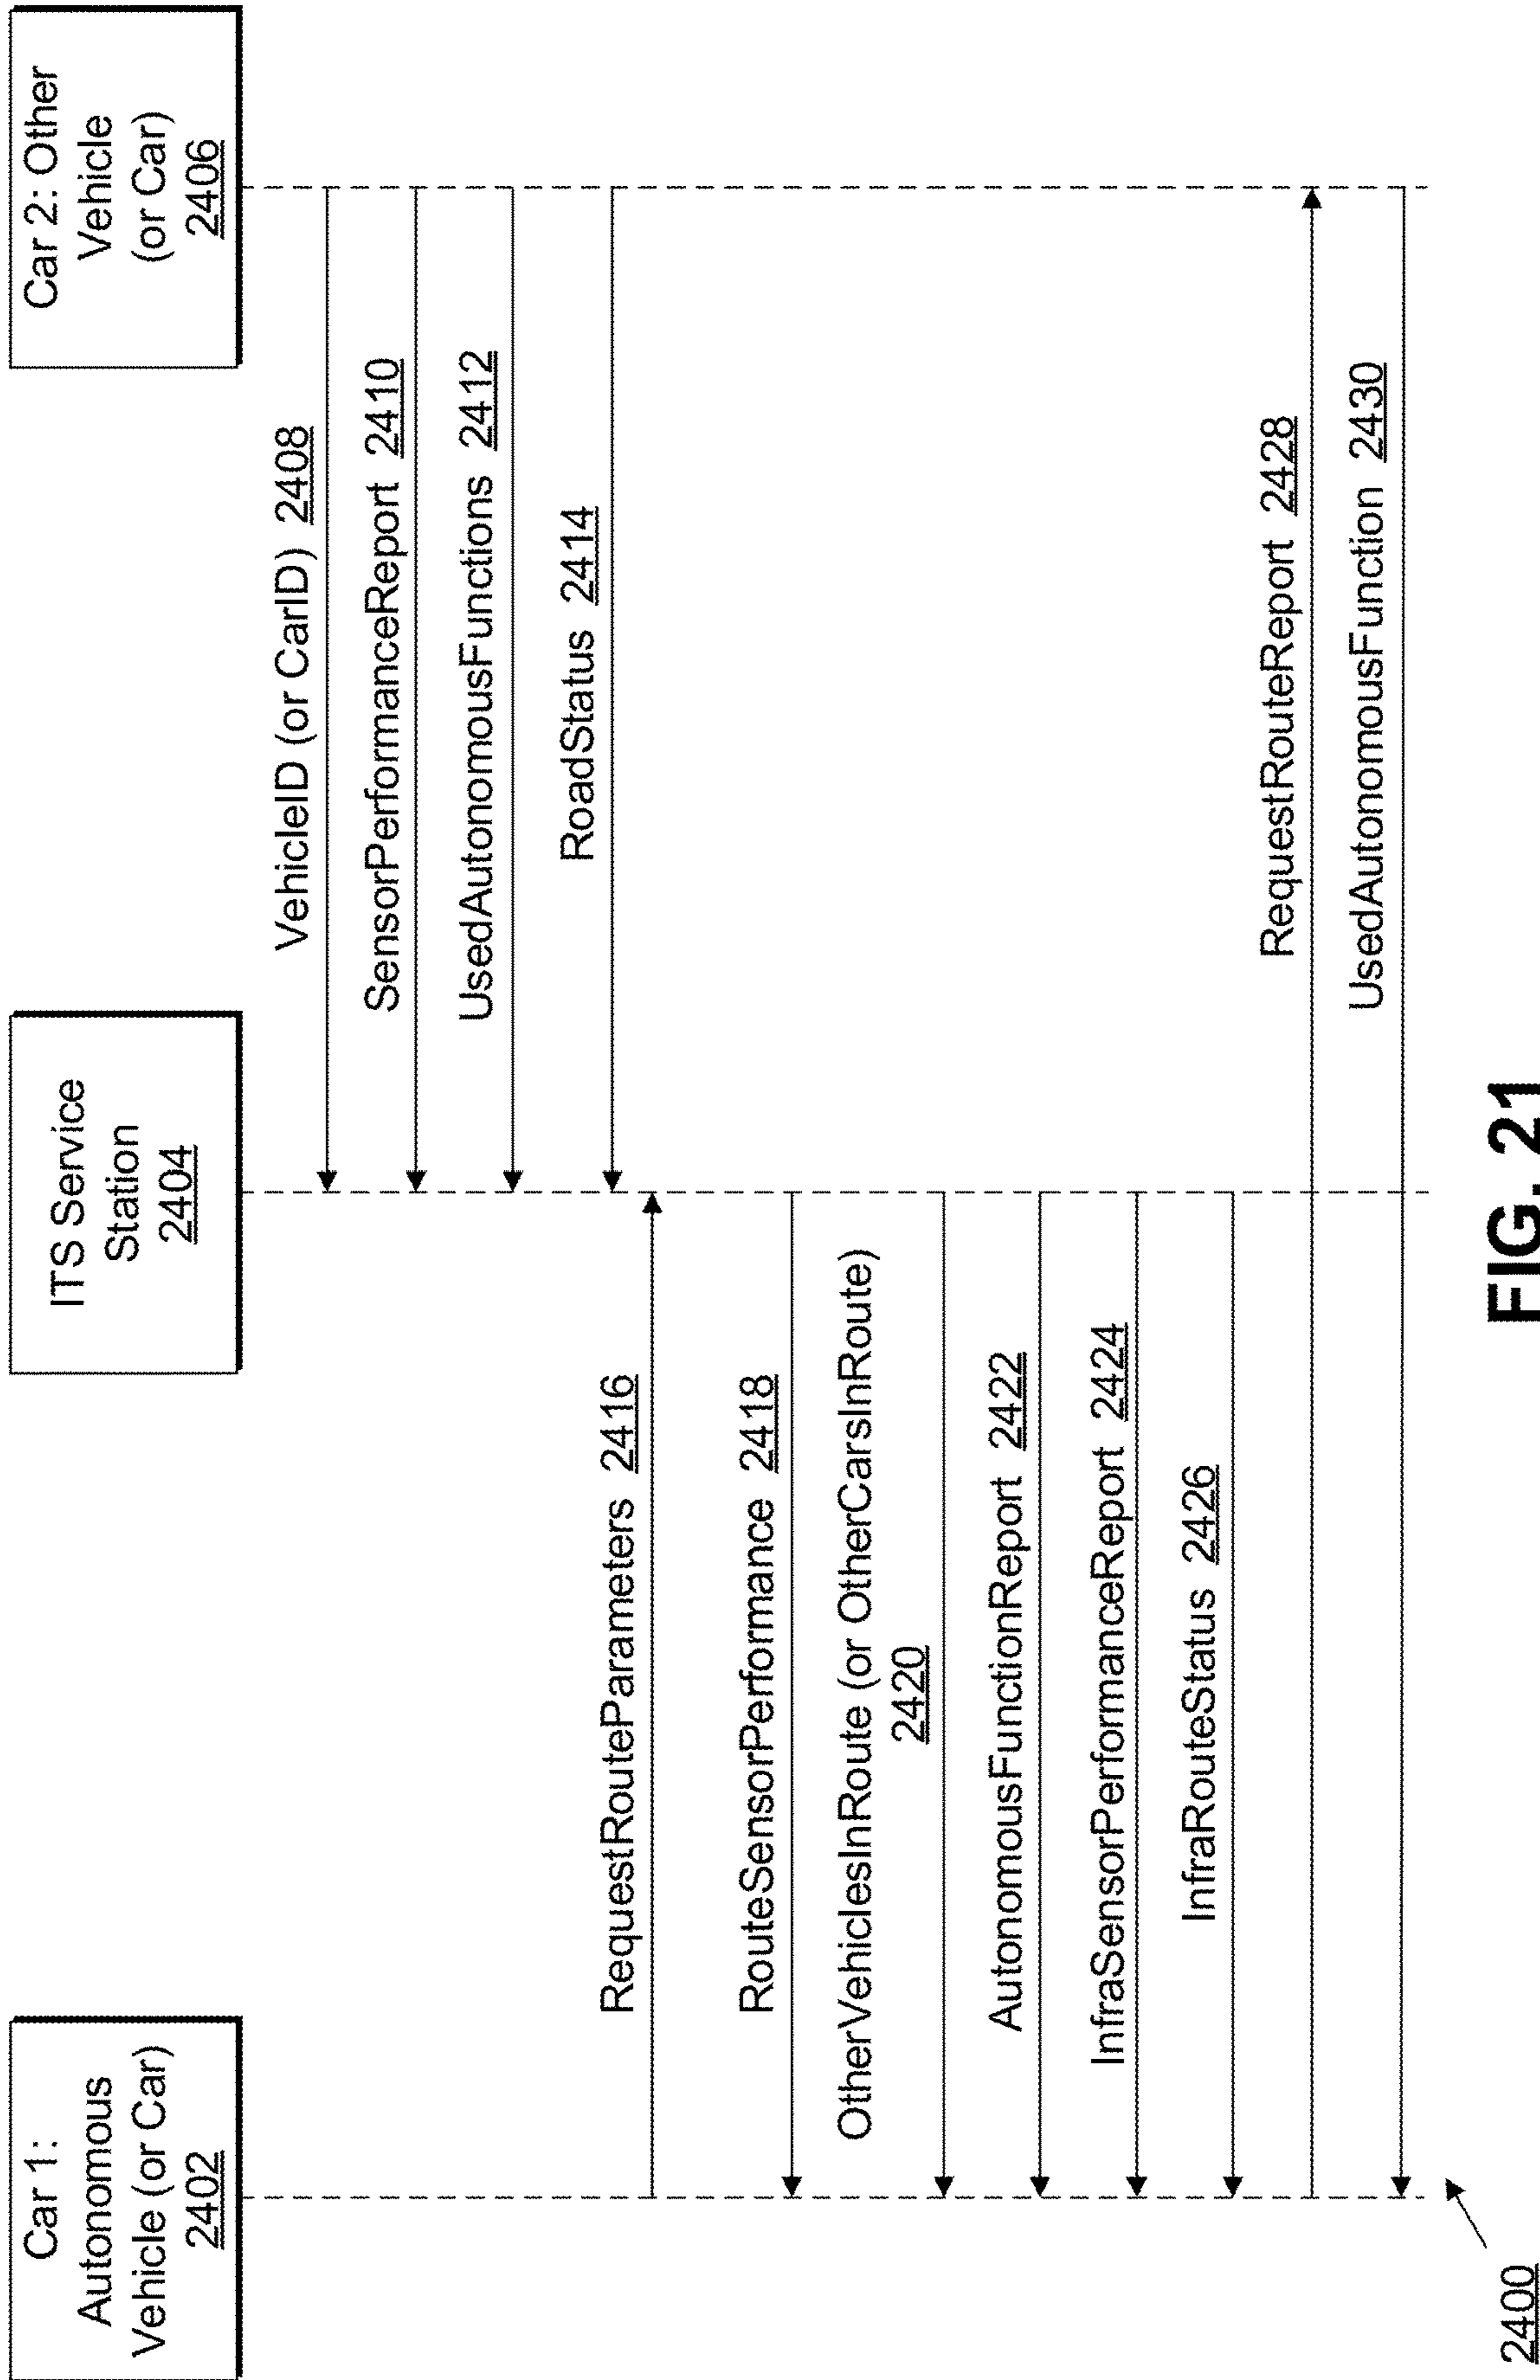 Car 1:
Autonomous
Vehicle (or Car)
2402
ITS Service
Station
2404
Car 2: Other
Vehicle
(or Car)
2406
VehicleID (or CarID) 2408
SensorPerformanceReport 2410
UsedAutonomousFunctions 2412
RoadStatus 2414
RequestRouteParameters 2416
RouteSensorPerformance 2418
OtherVehiclesInRoute (or OtherCarsInRoute)
2420
AutonomousFunctionReport 2422
InfraSensorPerformanceReport 2424
InfraRouteStatus 2426
RequestRouteReport 2428
UsedAutonomousFunction 2430
2400
FIG. 21